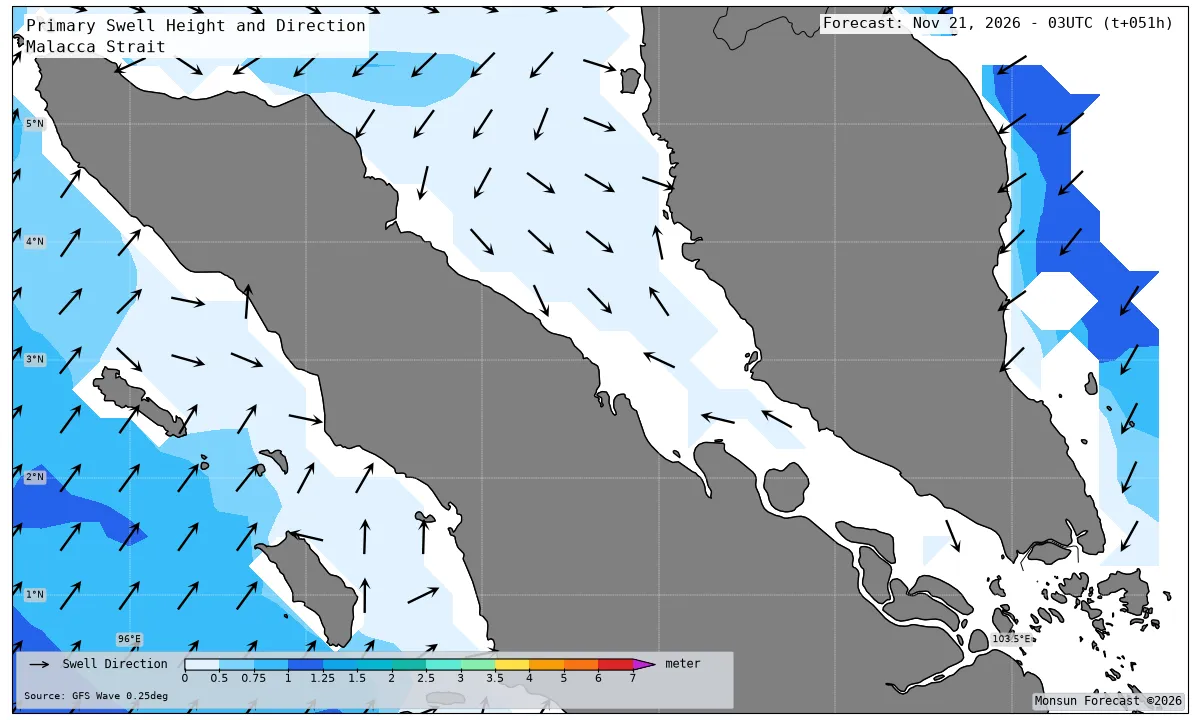 Primary Swell Height and Direction
Malacca Strait
Forecast: Nov 21, 2026 - 03UTC (t+051h)
5°N
4°N
3°N
2°N
1°N
96°E
103.5°E
Swell Direction
meter
0 0.5 0.75 1 1.25 1.5 2 2.5 3 3.5 4 5 6 7
Source: GFS Wave 0.25deg
Monsun Forecast ©2026